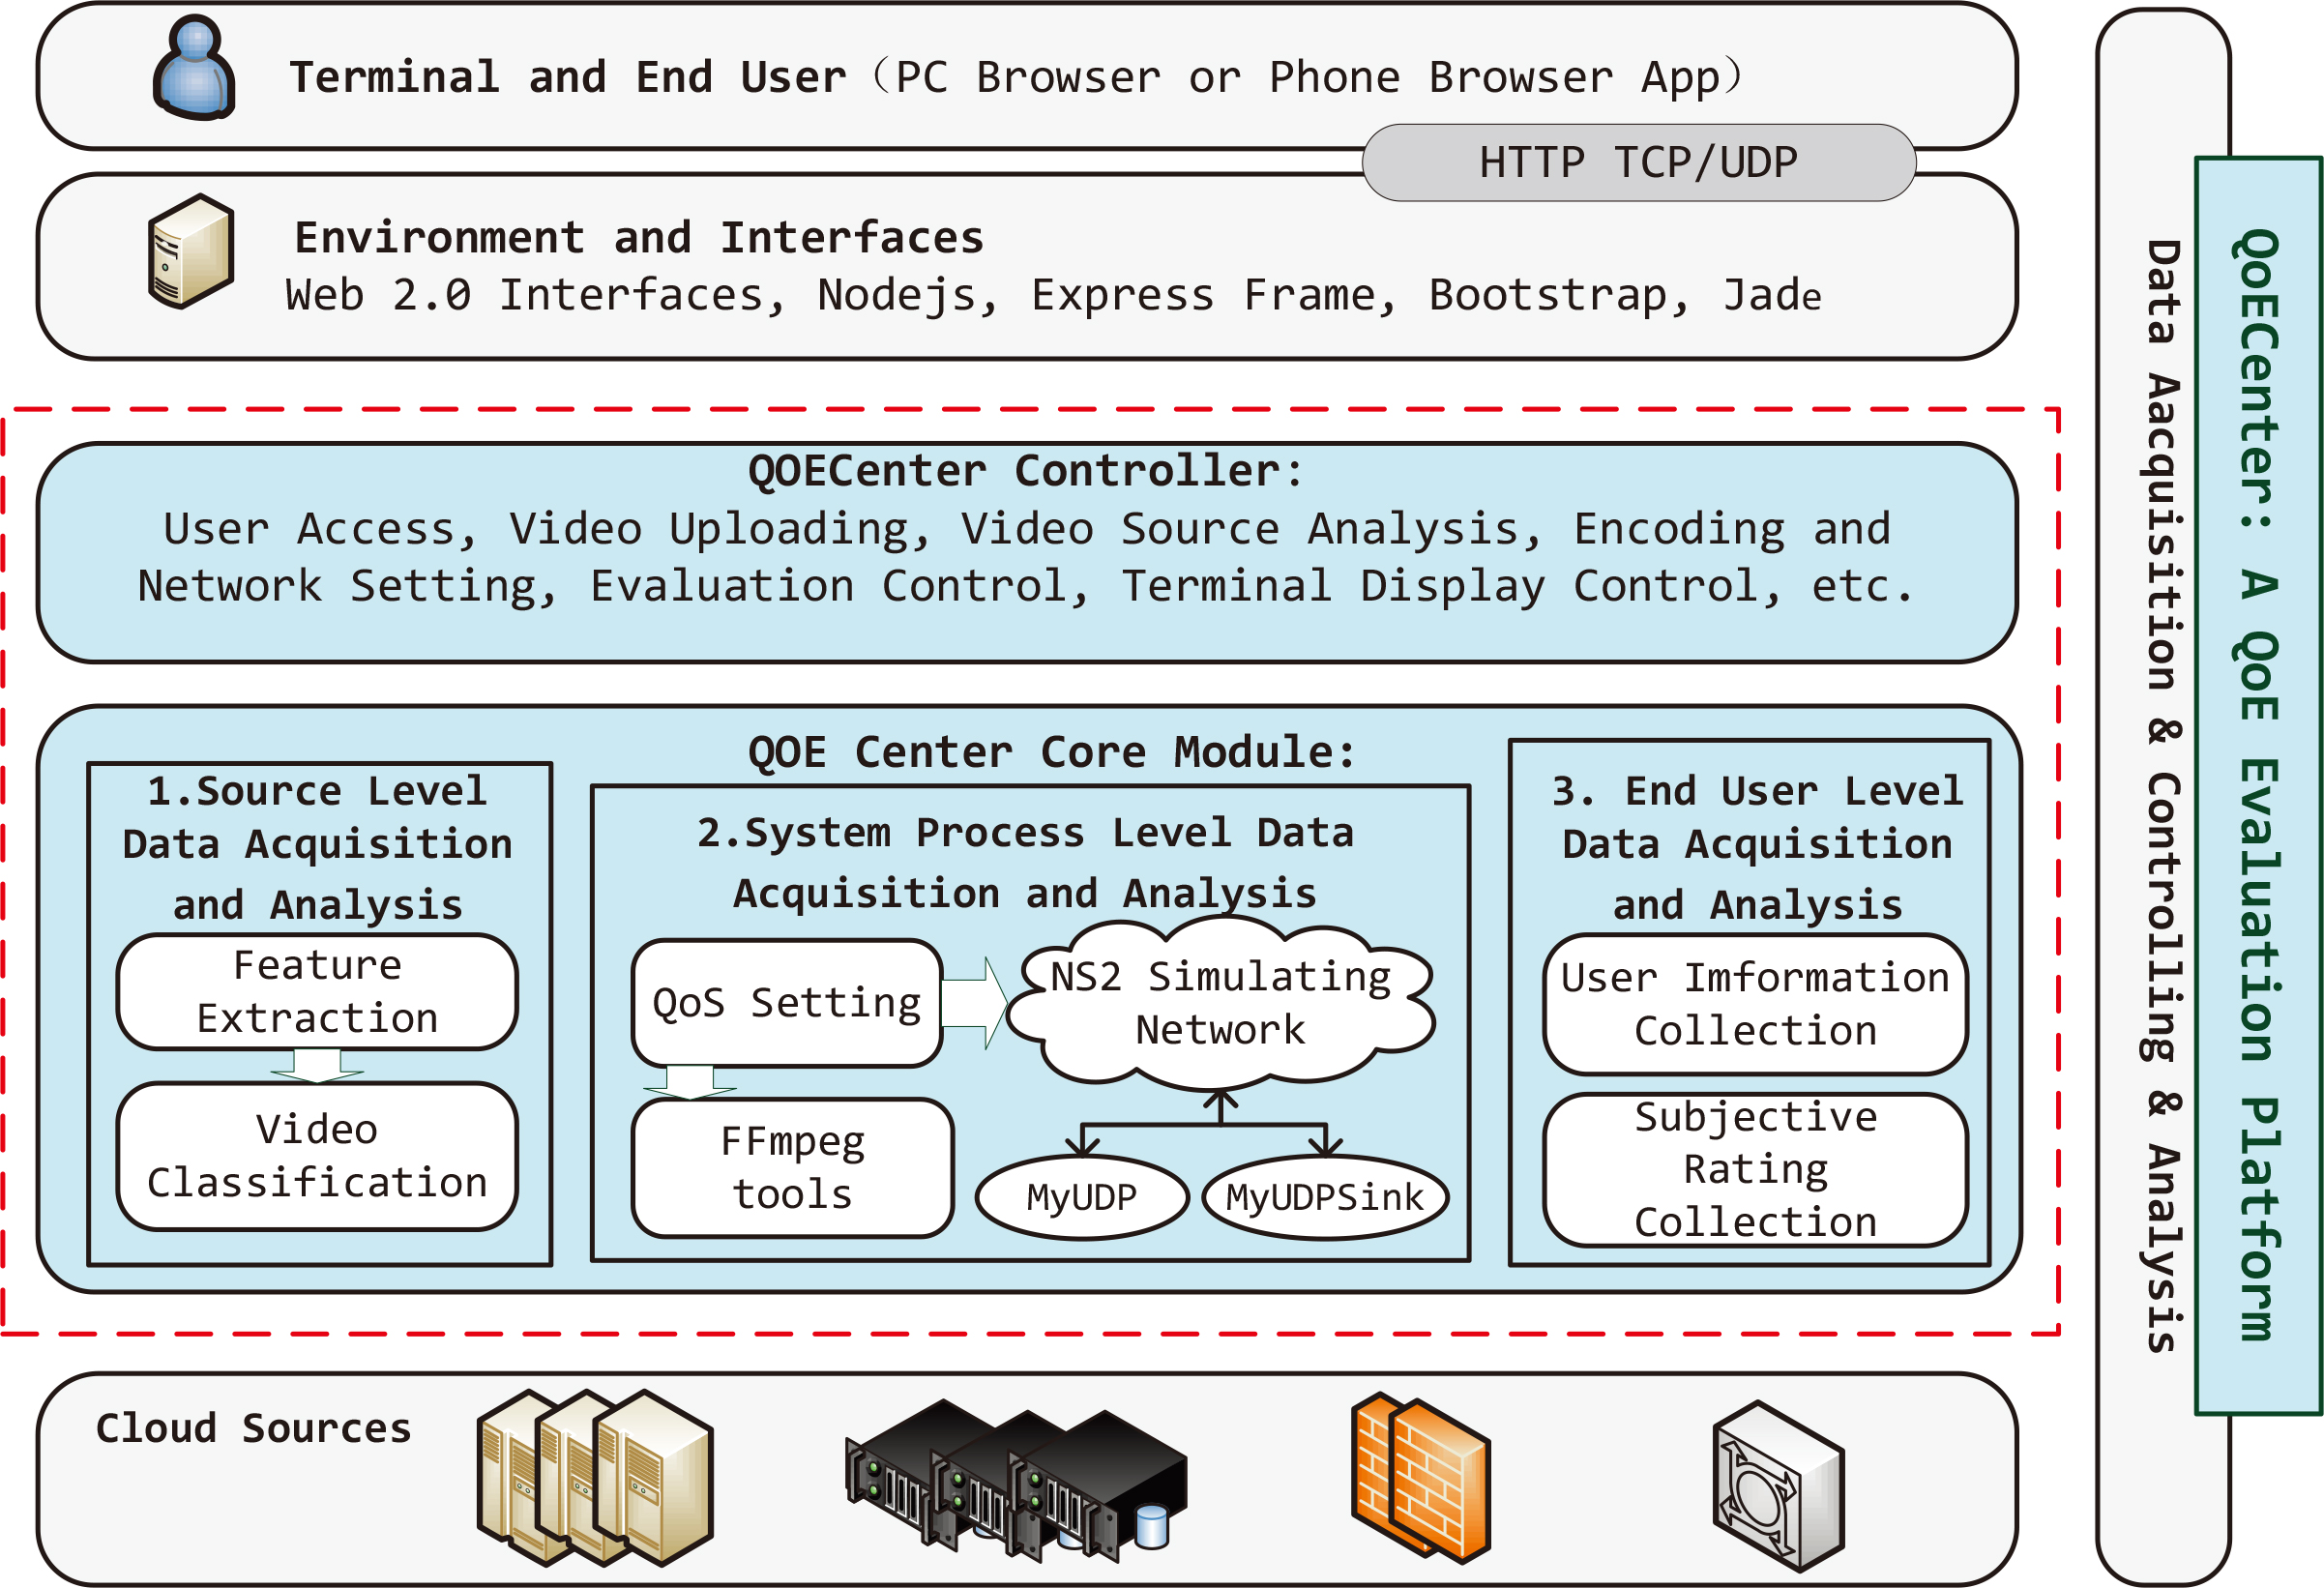 Terminal and End User（PC Browser or Phone Browser App）
HTTP TCP/UDP
Environment and Interfaces
Web 2.0 Interfaces, Nodejs, Express Frame, Bootstrap, Jade
QOECenter Controller:
User Access, Video Uploading, Video Source Analysis, Encoding and
Network Setting, Evaluation Control, Terminal Display Control, etc.
QOE Center Core Module:
1.Source Level
Data Acquisition
and Analysis
Feature
Extraction
Video
Classification
2.System Process Level Data
Acquisition and Analysis
QoS Setting
NS2 Simulating
Network
FFmpeg
tools
MyUDP
MyUDPSink
3. End User Level
Data Acquisition
and Analysis
User Imformation
Collection
Subjective
Rating
Collection
Cloud Sources
Data Aacquisition & Controlling & Analysis
QoECenter: A QoE Evaluation Platform